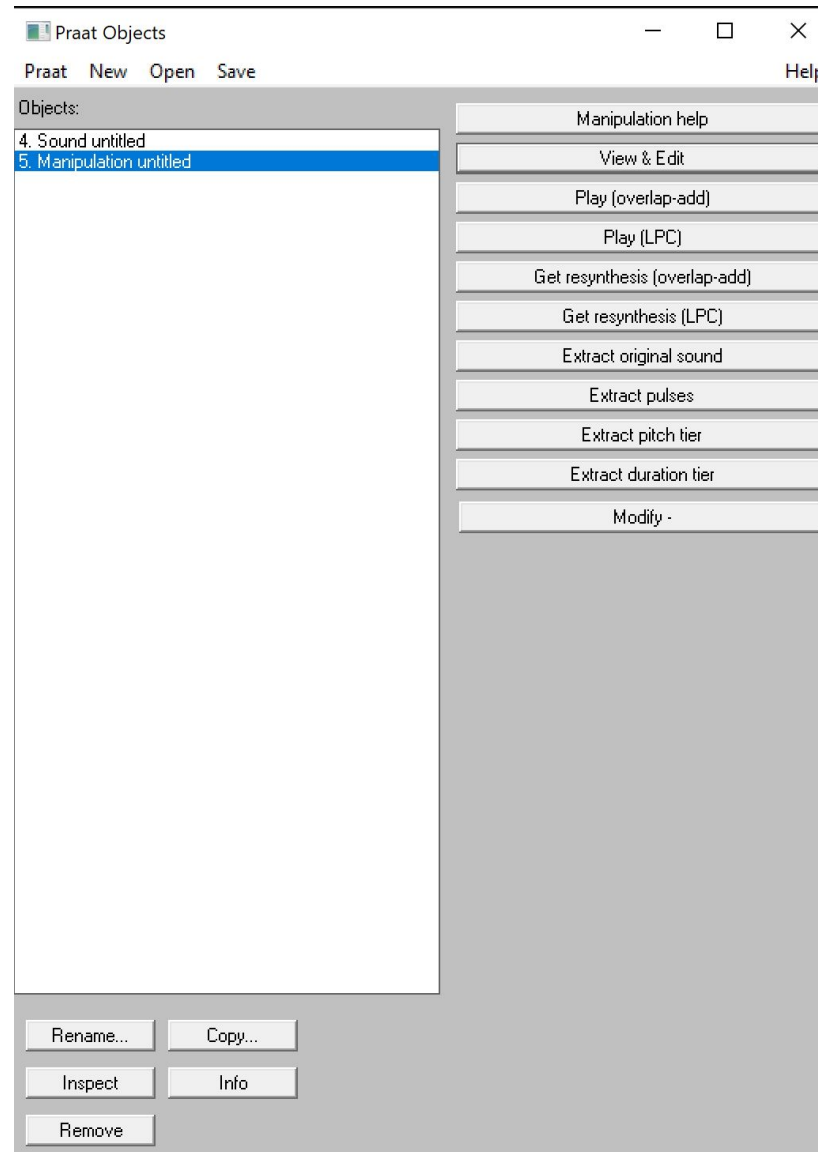 Praat Objects
Praat New Open Save Help
Objects:
4. Sound untitled
5. Manipulation untitled
Manipulation help
View & Edit
Play (overlap-add)
Play (LPC)
Get resynthesis (overlap-add)
Get resynthesis (LPC)
Extract original sound
Extract pulses
Extract pitch tier
Extract duration tier
Modify -
Rename... Copy...
Inspect Info
Remove